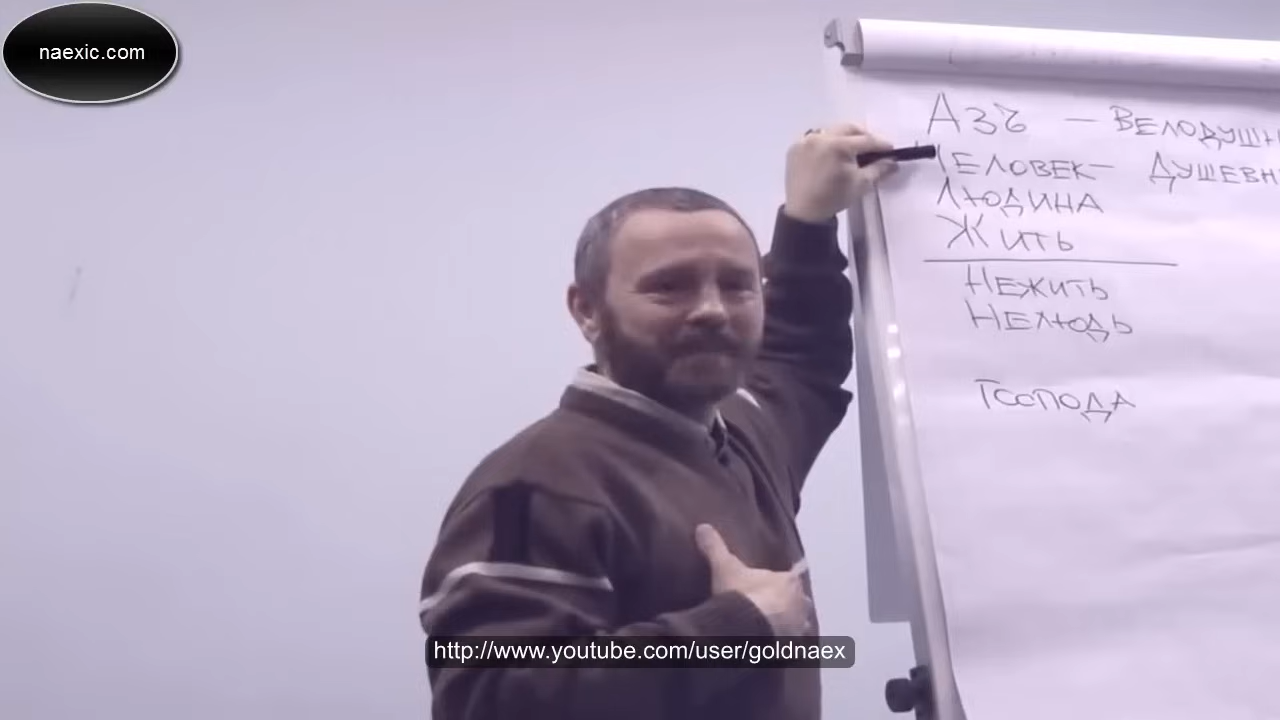 naexic.com
АЗЪ – ВЕЛОДУШН
ЧЕЛОВЕК – ДУШЕВН
ЛЮДИНА
ЖИТЬ
НЕЖИТЬ
НЕЛЮДЬ
ГОСПОДА
http://www.youtube.com/user/goldnaex